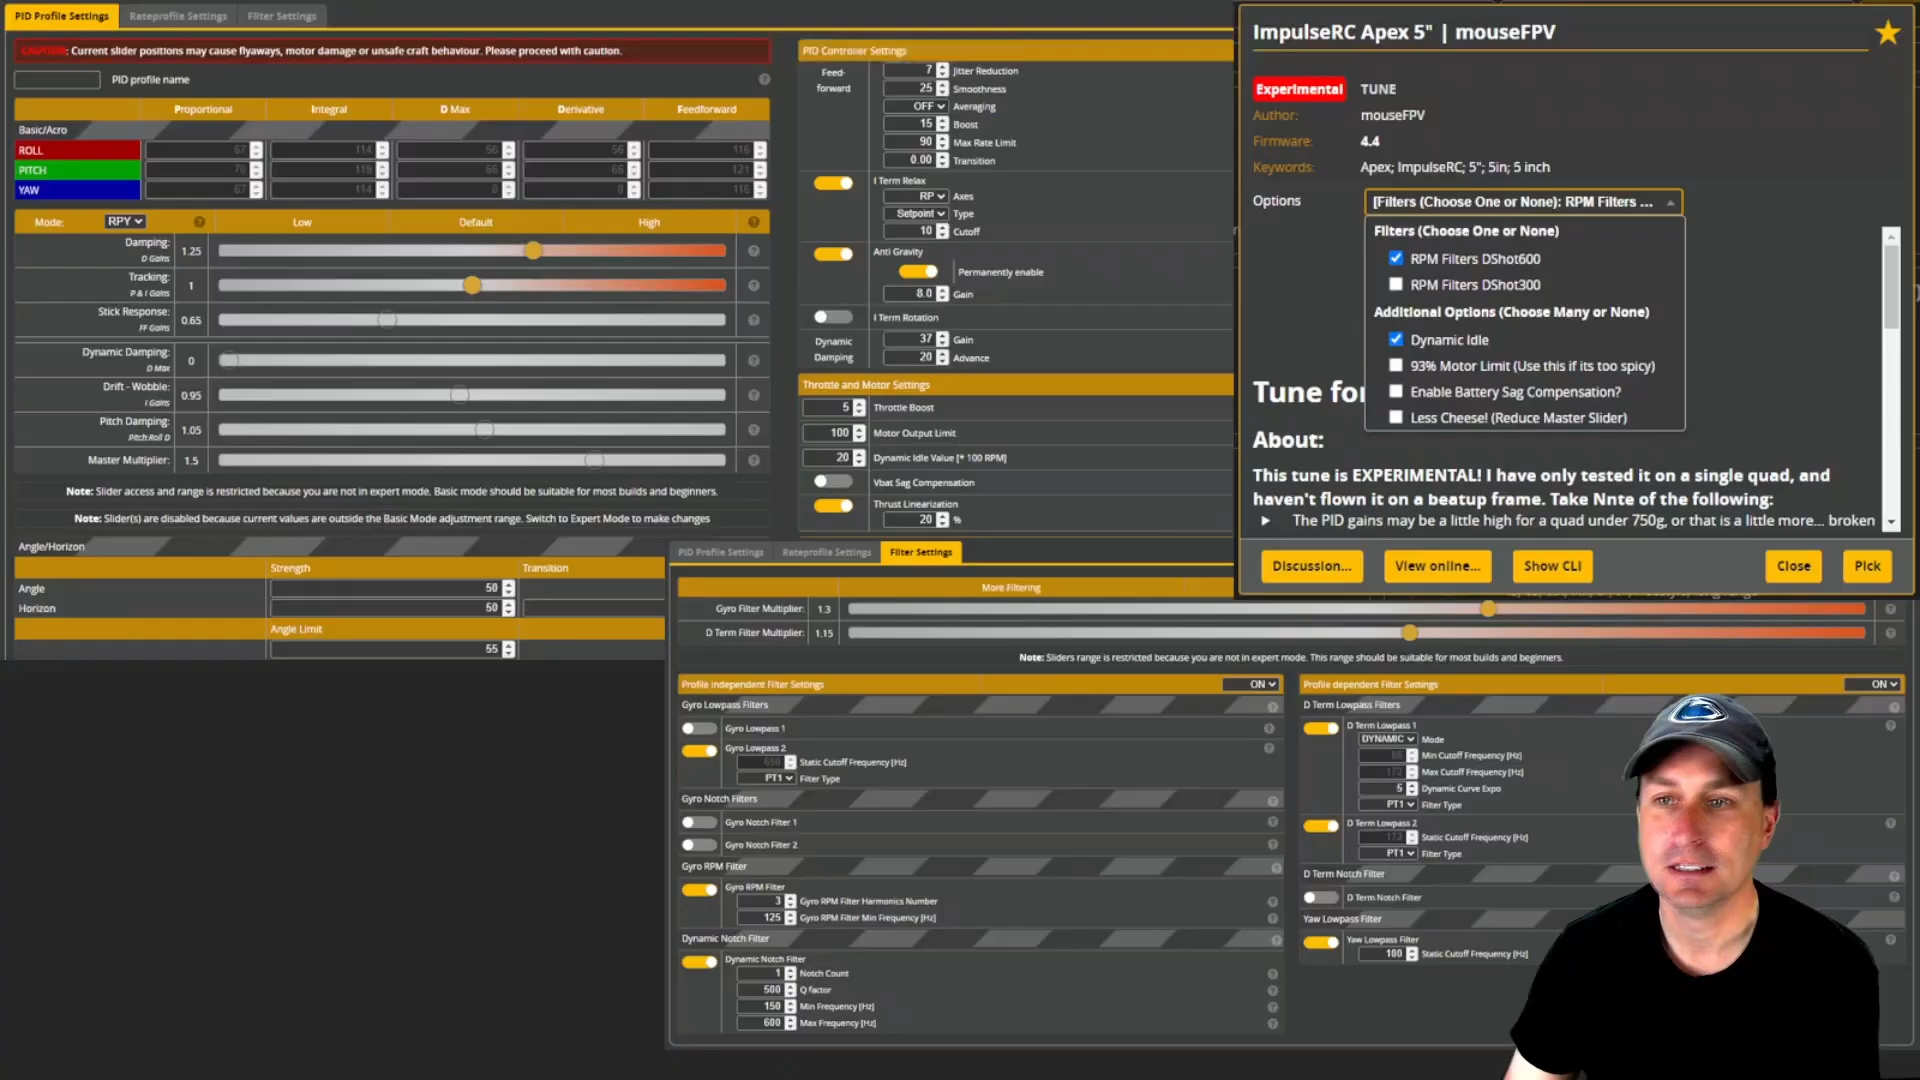 PID Profile Settings
Rateprofile Settings
Filter Settings
CAUTION: Current slider positions may cause flyaways, motor damage or unsafe craft behaviour. Please proceed with caution.
PID profile name
Proportional Integral D Max Derivative Feedforward
Basic/Acro
ROLL 67 114 56 56 116
PITCH 70 119 65 65 121
YAW 67 114 0 0 116
Mode: RPY Low Default High
Damping: 1.25
D Gains
Tracking: 1
P & I Gains
Stick Response: 0.65
FF Gains
Dynamic Damping: 0
D Max
Drift - Wobble: 0.95
I Gains
Pitch Damping: 1.05
Pitch:Roll D
Master Multiplier: 1.5
Note: Slider access and range is restricted because you are not in expert mode. Basic mode should be suitable for most builds and beginners.
Note: Slider(s) are disabled because current values are outside the Basic Mode adjustment range. Switch to Expert Mode to make changes
Angle/Horizon
Strength Transition
Angle 50
Horizon 50
Angle Limit
55
PID Controller Settings
Feed-
forward
7 Jitter Reduction
25 Smoothness
OFF Averaging
15 Boost
90 Max Rate Limit
0.00 Transition
I Term Relax
RP Axes
Setpoint Type
10 Cutoff
Anti Gravity
Permanently enable
8.0 Gain
I Term Rotation
Dynamic
Damping
37 Gain
20 Advance
Throttle and Motor Settings
5 Throttle Boost
100 Motor Output Limit
20 Dynamic Idle Value [* 100 RPM]
Vbat Sag Compensation
Thrust Linearization
20 %
ImpulseRC Apex 5" | mouseFPV
Experimental TUNE
Author: mouseFPV
Firmware: 4.4
Keywords: Apex; ImpulseRC; 5"; 5in; 5 inch
Options [Filters (Choose One or None): RPM Filters ...
Filters (Choose One or None)
RPM Filters DShot600
RPM Filters DShot300
Additional Options (Choose Many or None)
Dynamic Idle
93% Motor Limit (Use this if its too spicy)
Enable Battery Sag Compensation?
Less Cheese! (Reduce Master Slider)
Tune for
About:
This tune is EXPERIMENTAL! I have only tested it on a single quad, and
haven't flown it on a beatup frame. Take Nnte of the following:
The PID gains may be a little high for a quad under 750g, or that is a little more... broken
Discussion... View online... Show CLI Close Pick
PID Profile Settings Rateprofile Settings Filter Settings
More Filtering
Gyro Filter Multiplier: 1.3
D Term Filter Multiplier: 1.15
Note: Sliders range is restricted because you are not in expert mode. This range should be suitable for most builds and beginners.
Profile independent Filter Settings ON
Gyro Lowpass Filters
Gyro Lowpass 1
Gyro Lowpass 2
650 Static Cutoff Frequency [Hz]
PT1 Filter Type
Gyro Notch Filters
Gyro Notch Filter 1
Gyro Notch Filter 2
Gyro RPM Filter
Gyro RPM Filter
3 Gyro RPM Filter Harmonics Number
125 Gyro RPM Filter Min Frequency [Hz]
Dynamic Notch Filter
Dynamic Notch Filter
1 Notch Count
500 Q factor
150 Min Frequency [Hz]
600 Max Frequency [Hz]
Profile dependent Filter Settings ON
D Term Lowpass Filters
D Term Lowpass 1
DYNAMIC Mode
Min Cutoff Frequency [Hz]
172 Max Cutoff Frequency [Hz]
5 Dynamic Curve Expo
PT1 Filter Type
D Term Lowpass 2
172 Static Cutoff Frequency [Hz]
PT1 Filter Type
D Term Notch Filter
D Term Notch Filter
Yaw Lowpass Filter
Yaw Lowpass Filter
100 Static Cutoff Frequency [Hz]